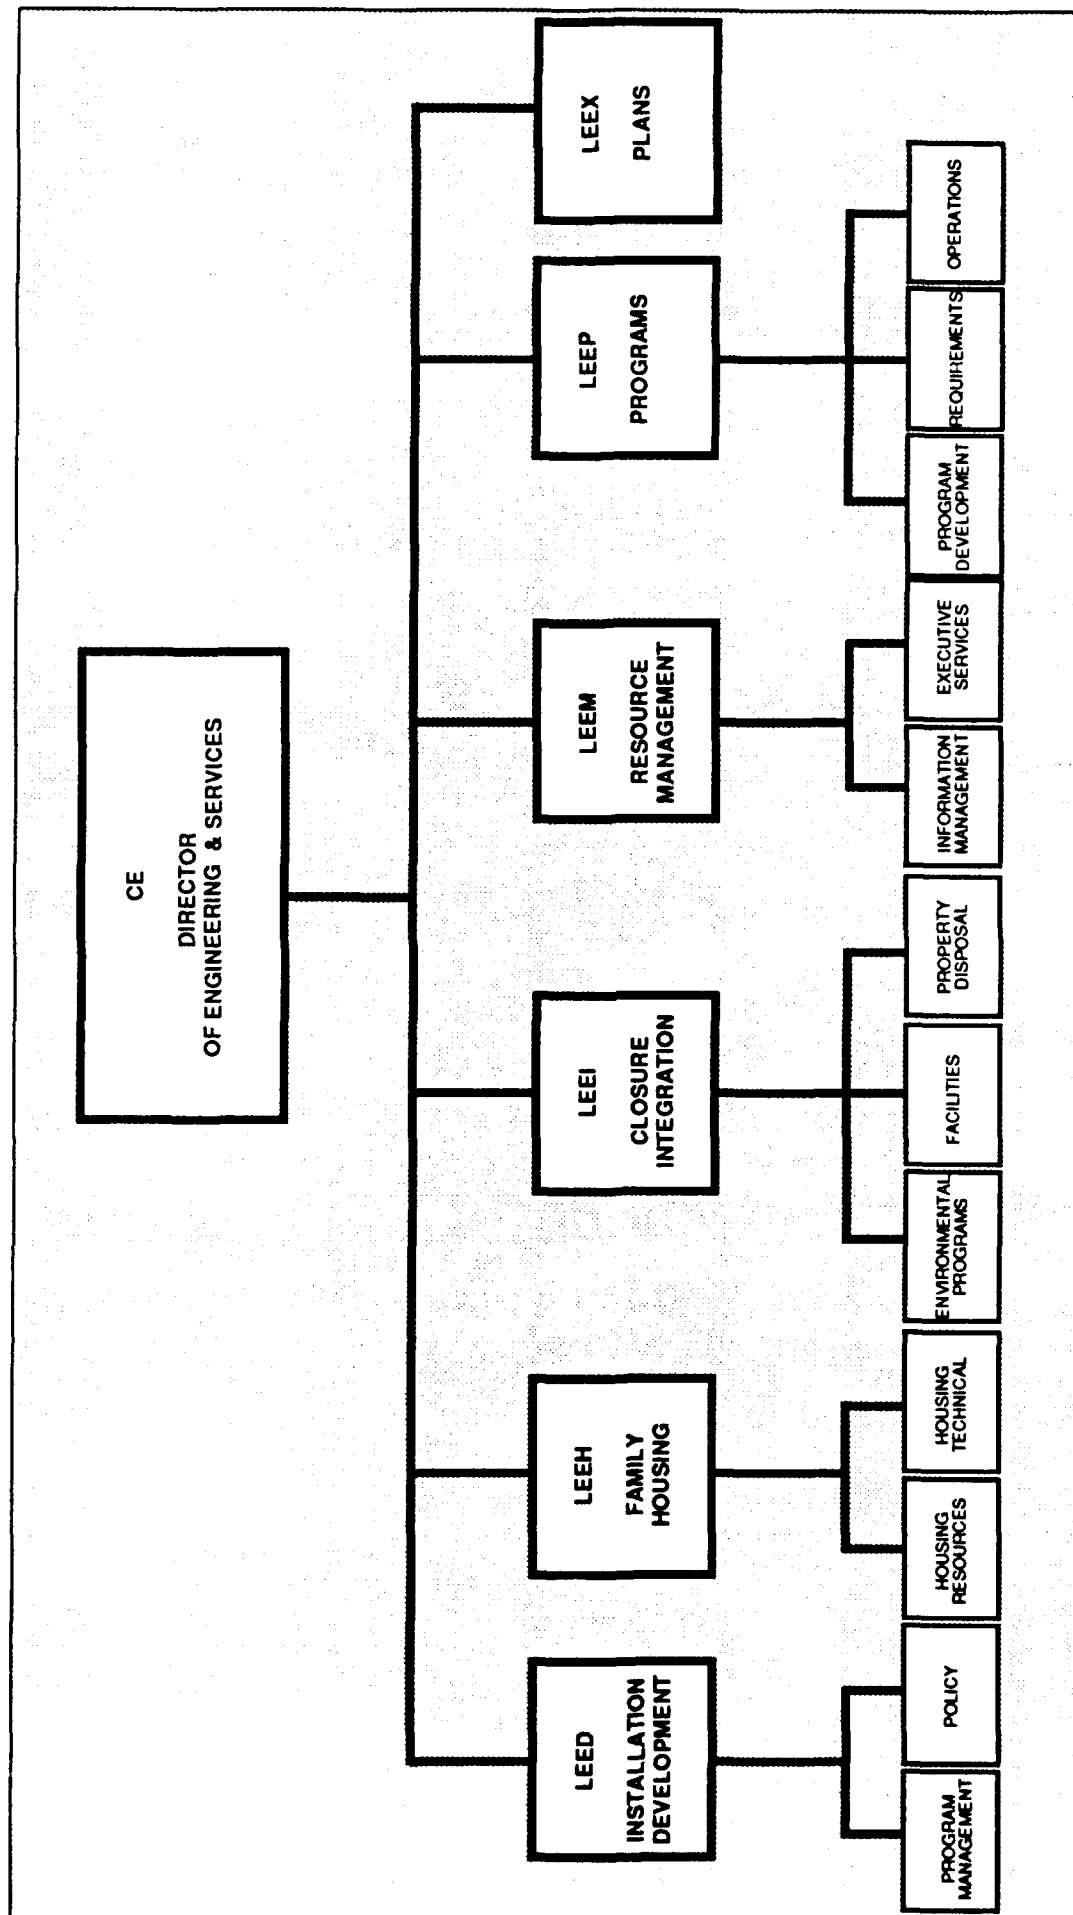 CE
DIRECTOR
OF ENGINEERING & SERVICES
LEED
INSTALLATION
DEVELOPMENT
LEEH
FAMILY
HOUSING
LEEI
CLOSURE
INTEGRATION
LEEM
RESOURCE
MANAGEMENT
LEEP
PROGRAMS
LEEX
PLANS
PROGRAM
MANAGEMENT
POLICY
HOUSING
RESOURCES
HOUSING
TECHNICAL
ENVIRONMENTAL
PROGRAMS
FACILITIES
PROPERTY
DISPOSAL
INFORMATION
MANAGEMENT
EXECUTIVE
SERVICES
PROGRAM
DEVELOPMENT
REQUIREMENTS
OPERATIONS